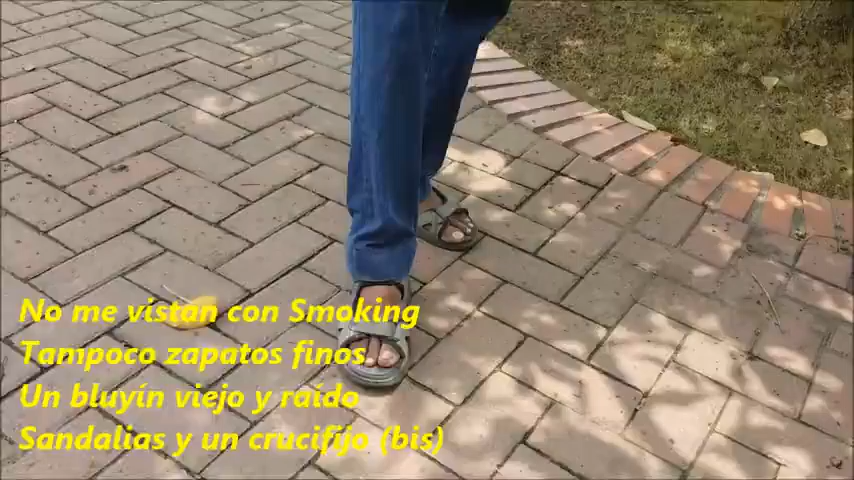 No me vistan con Smoking
Tampoco zapatos finos
Un bluyín viejo y raído
Sandalias y un crucifijo (bis)